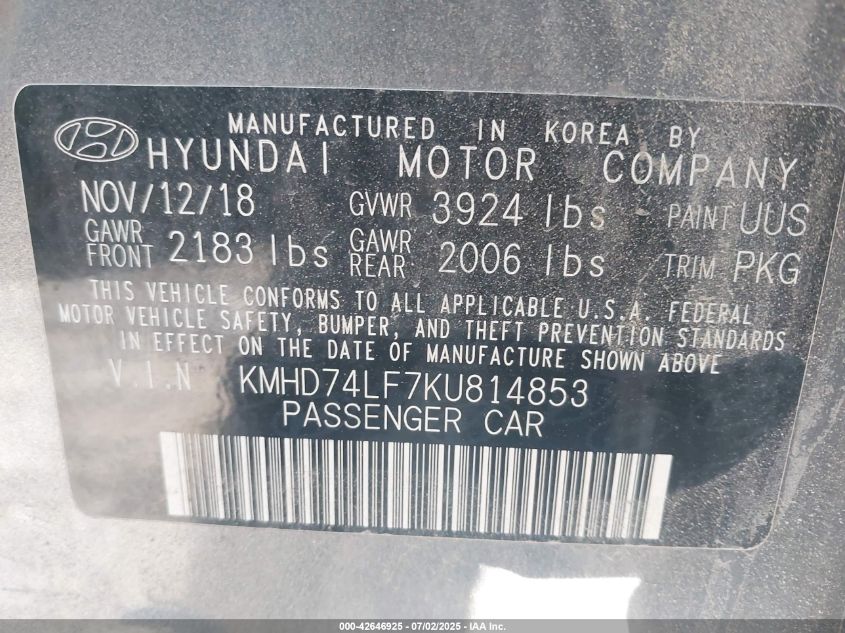 MANUFACTURED IN KOREA BY
HYUNDAI MOTOR COMPANY
NOV/12/18 GVWR 3924 lbs PAINT UUS
GAWR FRONT 2183 lbs GAWR REAR 2006 lbs TRIM PKG
THIS VEHICLE CONFORMS TO ALL APPLICABLE U.S.A. FEDERAL
MOTOR VEHICLE SAFETY, BUMPER, AND THEFT PREVENTION STANDARDS
IN EFFECT ON THE DATE OF MANUFACTURE SHOWN ABOVE
V.I.N KMHD74LF7KU814853
PASSENGER CAR
000-42646925 - 07/02/2025 - IAA Inc.